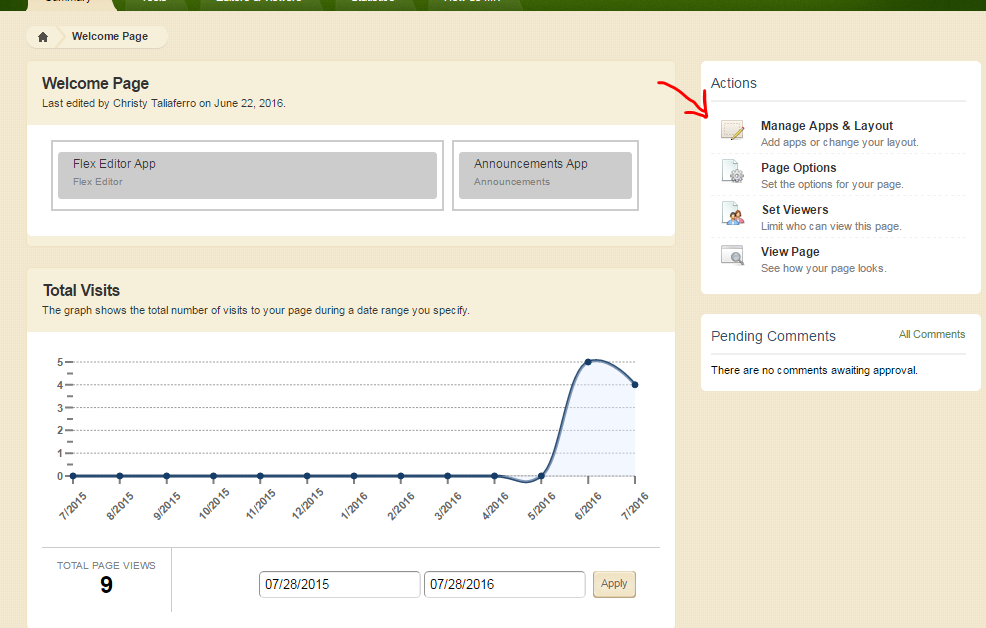 Summary
Welcome Page
Welcome Page
Last edited by Christy Taliaferro on June 22, 2016.
Flex Editor App
Flex Editor
Announcements App
Announcements
Total Visits
The graph shows the total number of visits to your page during a date range you specify.
5
4
3
2
1
0
7/2015 8/2015 9/2015 10/2015 11/2015 12/2015 1/2016 2/2016 3/2016 4/2016 5/2016 6/2016 7/2016
TOTAL PAGE VIEWS
9
07/28/2015 07/28/2016 Apply
Actions
Manage Apps & Layout
Add apps or change your layout.
Page Options
Set the options for your page.
Set Viewers
Limit who can view this page.
View Page
See how your page looks.
Pending Comments All Comments
There are no comments awaiting approval.